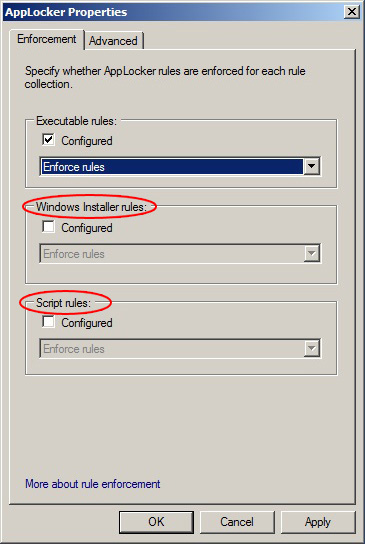 AppLocker Properties
Enforcement
Advanced
Specify whether AppLocker rules are enforced for each rule
collection.
Executable rules:
Configured
Enforce rules
Windows Installer rules:
Configured
Enforce rules
Script rules:
Configured
Enforce rules
More about rule enforcement
OK
Cancel
Apply